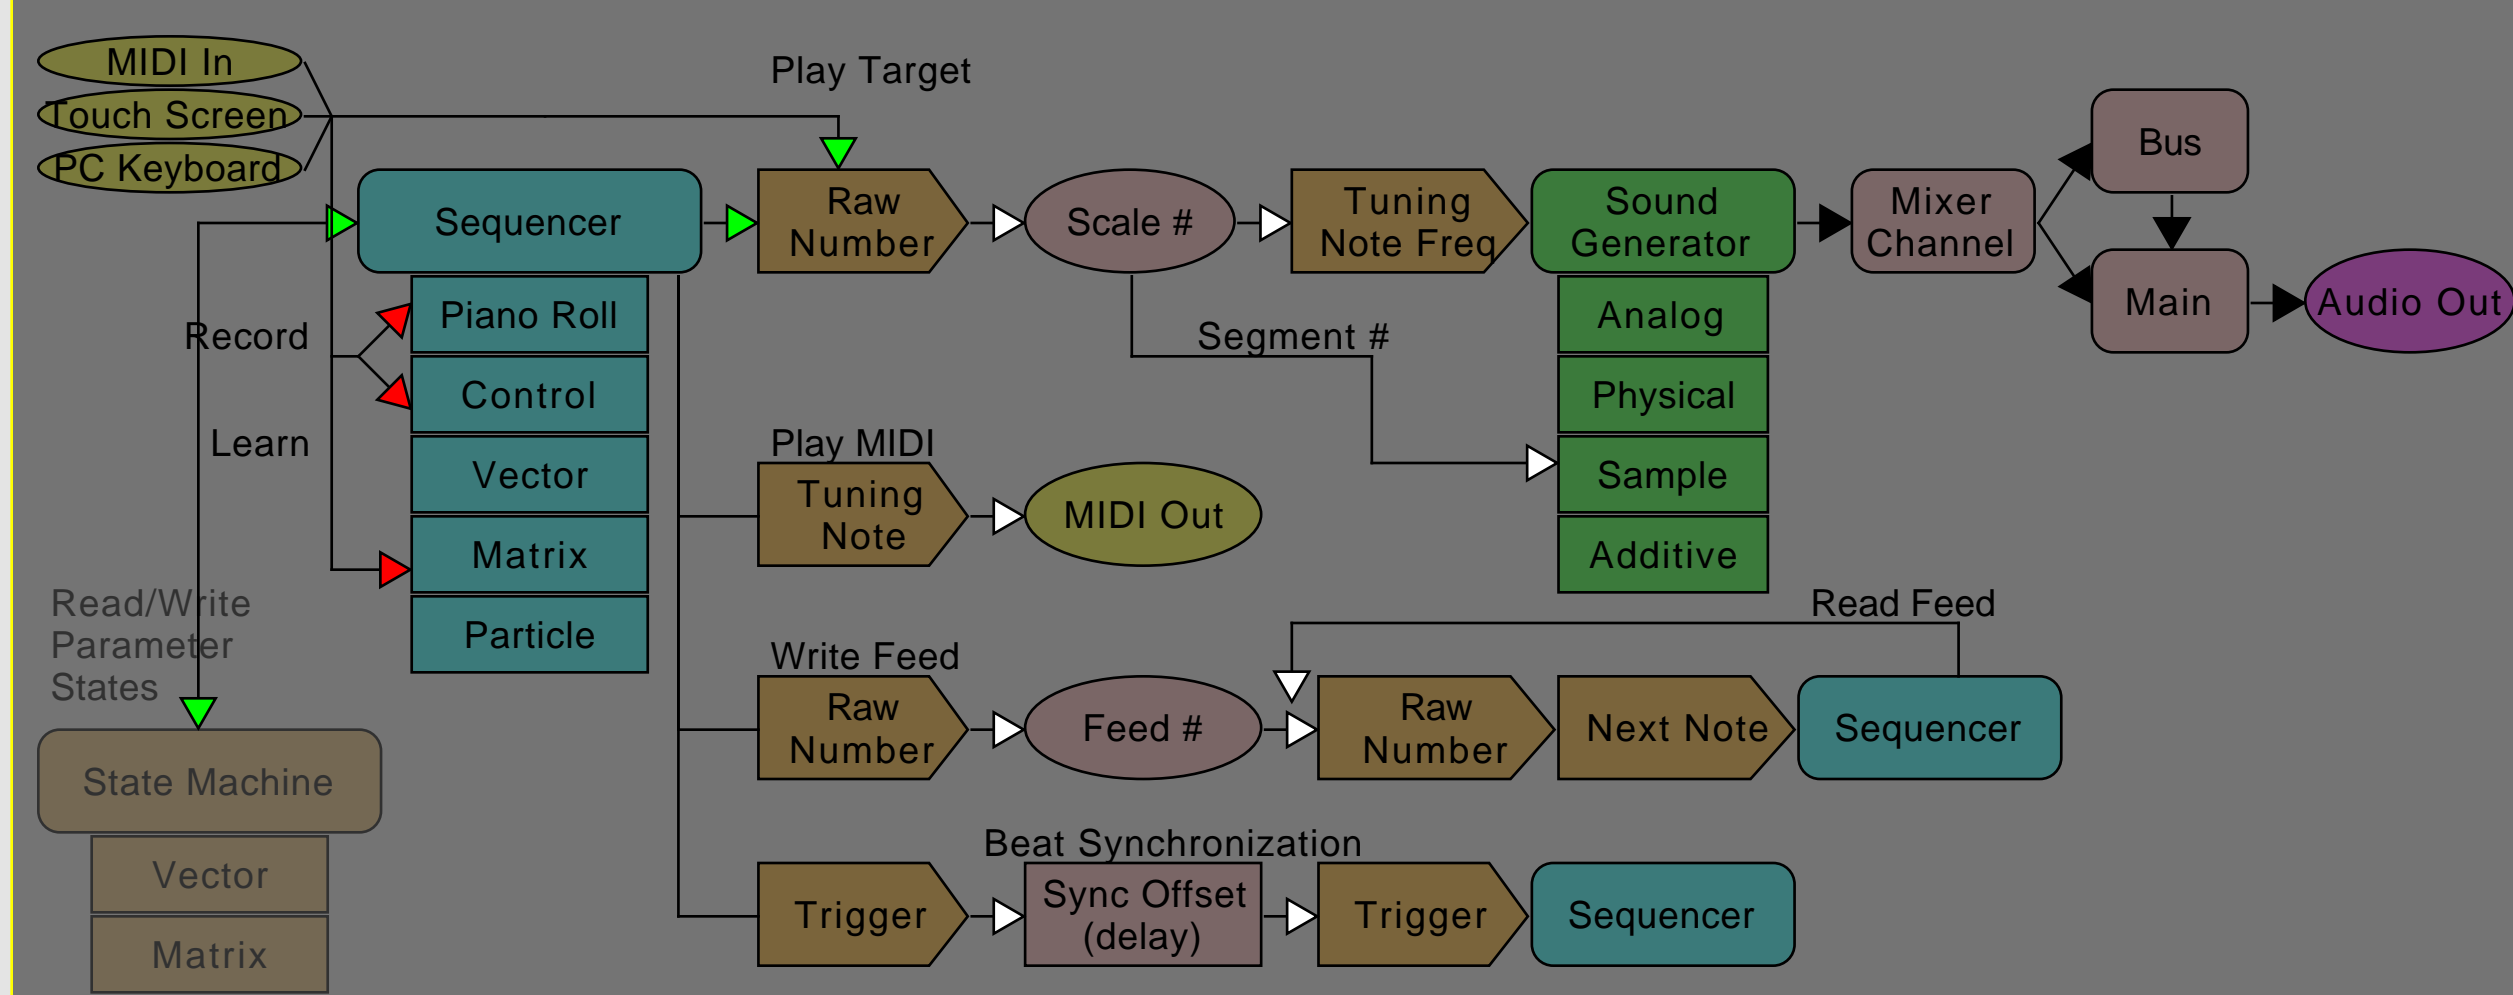 MIDI In
Touch Screen
PC Keyboard
Play Target
Sequencer
Raw
Number
Scale #
Tuning
Note Freq
Sound
Generator
Mixer
Channel
Bus
Main
Audio Out
Record
Learn
Piano Roll
Control
Vector
Matrix
Particle
Segment #
Analog
Physical
Sample
Additive
Play MIDI
Tuning
Note
MIDI Out
Read/Write
Parameter
States
State Machine
Vector
Matrix
Write Feed
Raw
Number
Feed #
Read Feed
Raw
Number
Next Note
Sequencer
Beat Synchronization
Trigger
Sync Offset
(delay)
Trigger
Sequencer